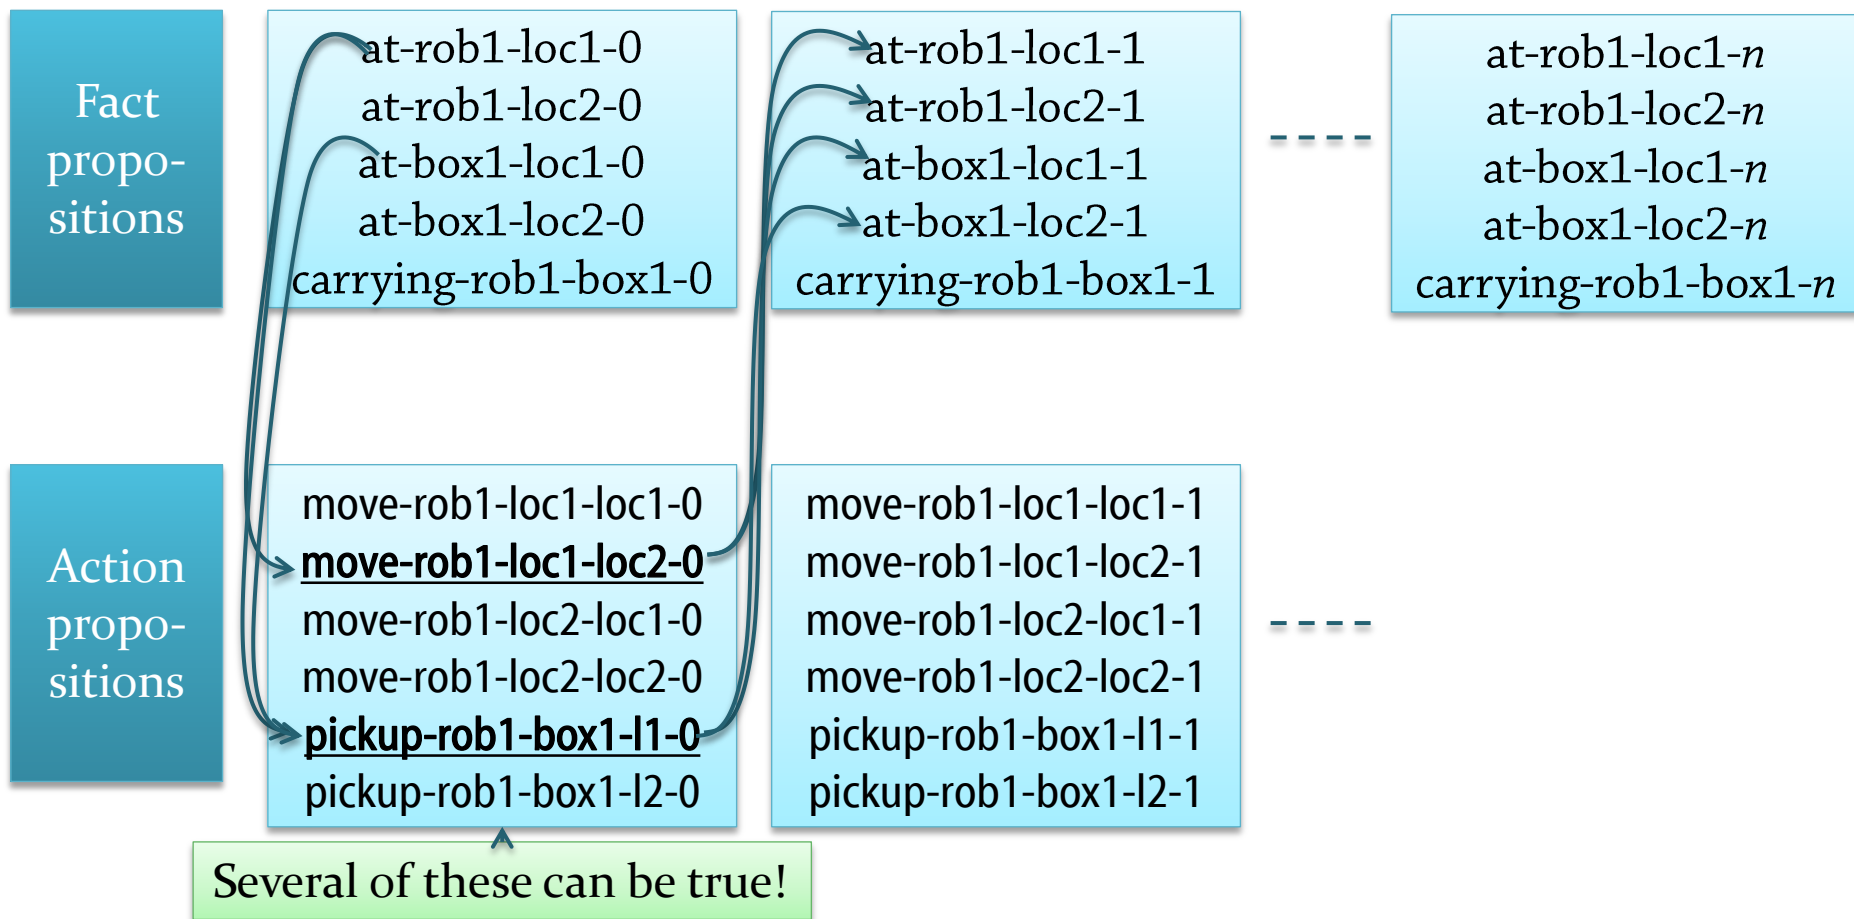 Fact
propo-
sitions
at-rob1-loc1-0
at-rob1-loc2-0
at-box1-loc1-0
at-box1-loc2-0
carrying-rob1-box1-0
at-rob1-loc1-1
at-rob1-loc2-1
at-box1-loc1-1
at-box1-loc2-1
carrying-rob1-box1-1
at-rob1-loc1-n
at-rob1-loc2-n
at-box1-loc1-n
at-box1-loc2-n
carrying-rob1-box1-n
Action
propo-
sitions
move-rob1-loc1-loc1-0
move-rob1-loc1-loc2-0
move-rob1-loc2-loc1-0
move-rob1-loc2-loc2-0
pickup-rob1-box1-l1-0
pickup-rob1-box1-l2-0
move-rob1-loc1-loc1-1
move-rob1-loc1-loc2-1
move-rob1-loc2-loc1-1
move-rob1-loc2-loc2-1
pickup-rob1-box1-l1-1
pickup-rob1-box1-l2-1
Several of these can be true!